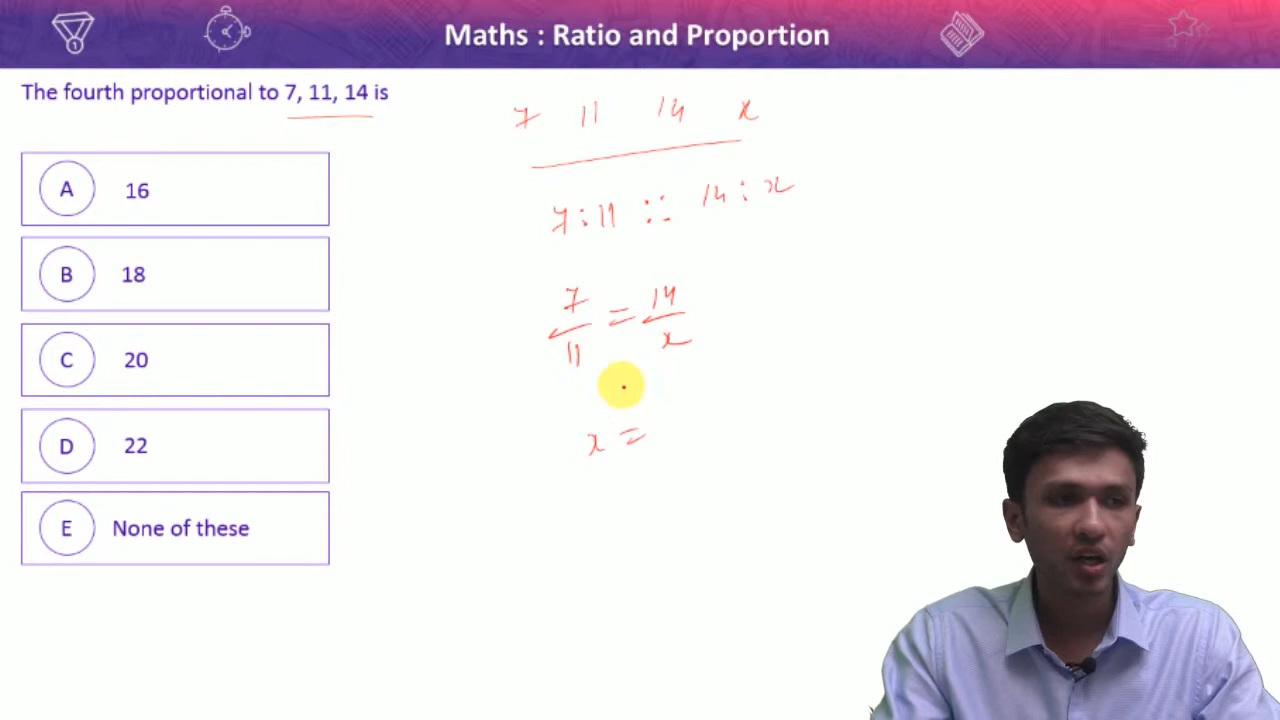 Maths : Ratio and Proportion
The fourth proportional to 7, 11, 14 is
A 16
B 18
C 20
D 22
E None of these
7 11 14 x
7 : 11 :: 14 : x
7/11 = 14/x
x =